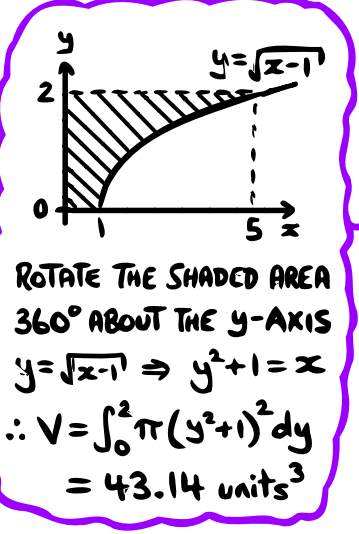 y
y=√(x-1)
2
0
1
5
x
ROTATE THE SHADED AREA
360° ABOUT THE y-AXIS
y=√(x-1) ⇒ y²+1=x
∴ V=∫₀²π(y²+1)²dy
= 43.14 units³